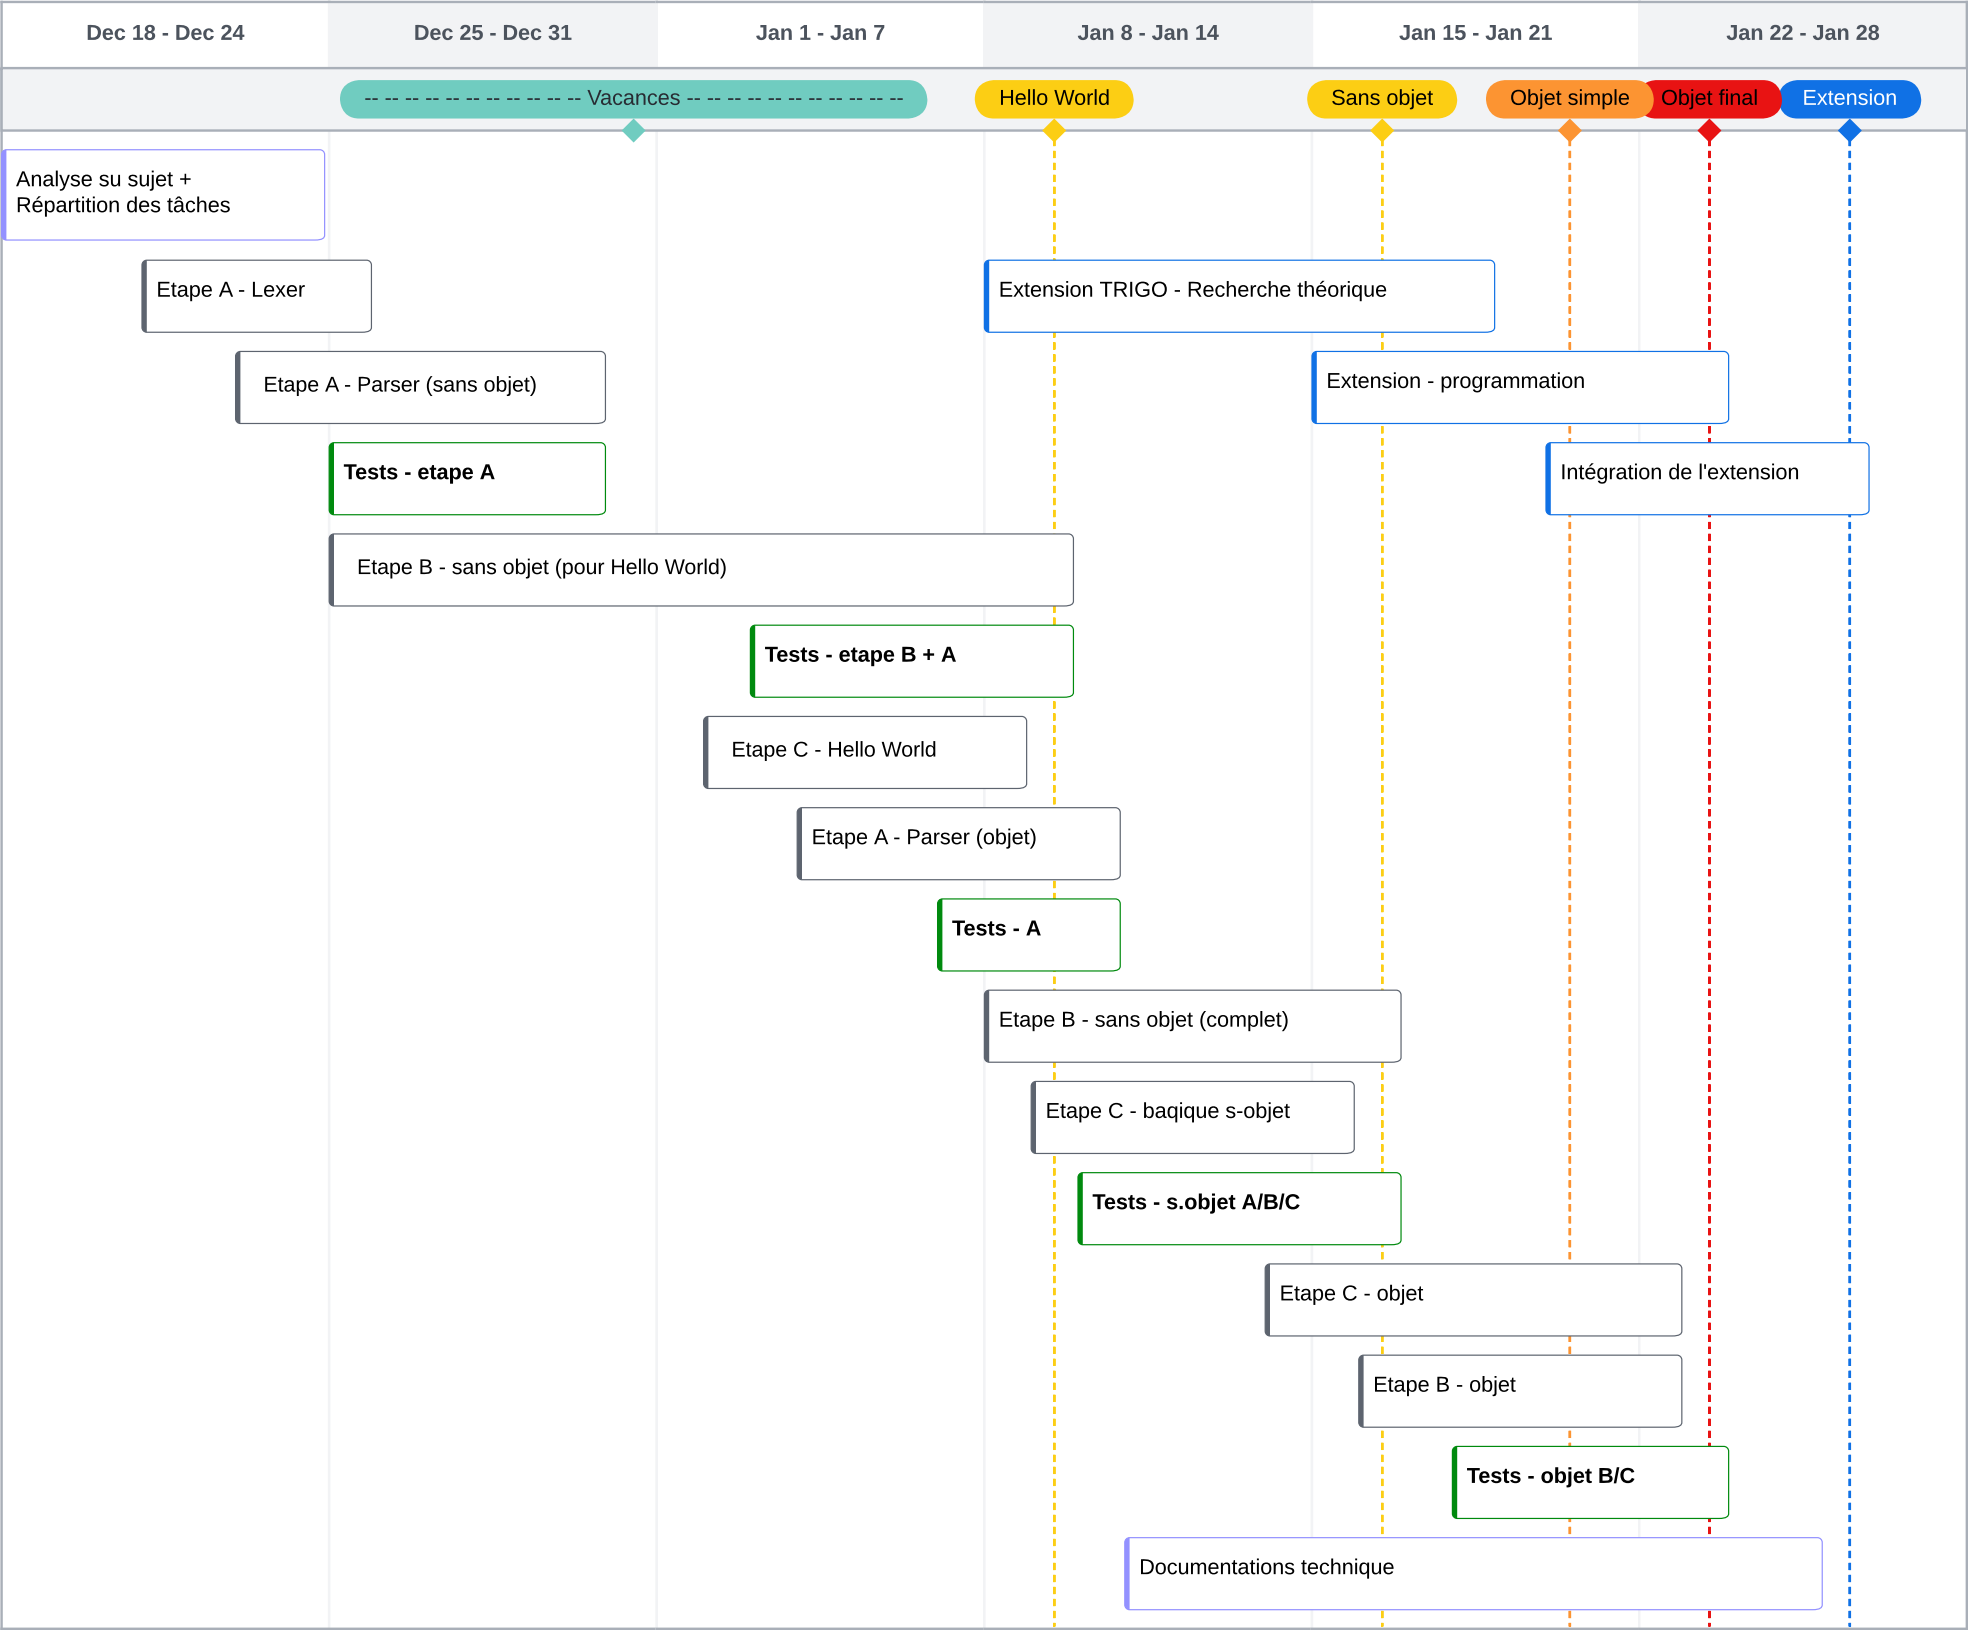 Dec 18 - Dec 24
Dec 25 - Dec 31
Jan 1 - Jan 7
Jan 8 - Jan 14
Jan 15 - Jan 21
Jan 22 - Jan 28
-- -- -- -- -- -- -- -- -- -- -- Vacances -- -- -- -- -- -- -- -- -- -- --
Hello World
Sans objet
Objet simple
Objet final
Extension
Analyse su sujet +
Répartition des tâches
Etape A - Lexer
Extension TRIGO - Recherche théorique
Etape A - Parser (sans objet)
Extension - programmation
Tests - etape A
Intégration de l'extension
Etape B - sans objet (pour Hello World)
Tests - etape B + A
Etape C - Hello World
Etape A - Parser (objet)
Tests - A
Etape B - sans objet (complet)
Etape C - baqique s-objet
Tests - s.objet A/B/C
Etape C - objet
Etape B - objet
Tests - objet B/C
Documentations technique